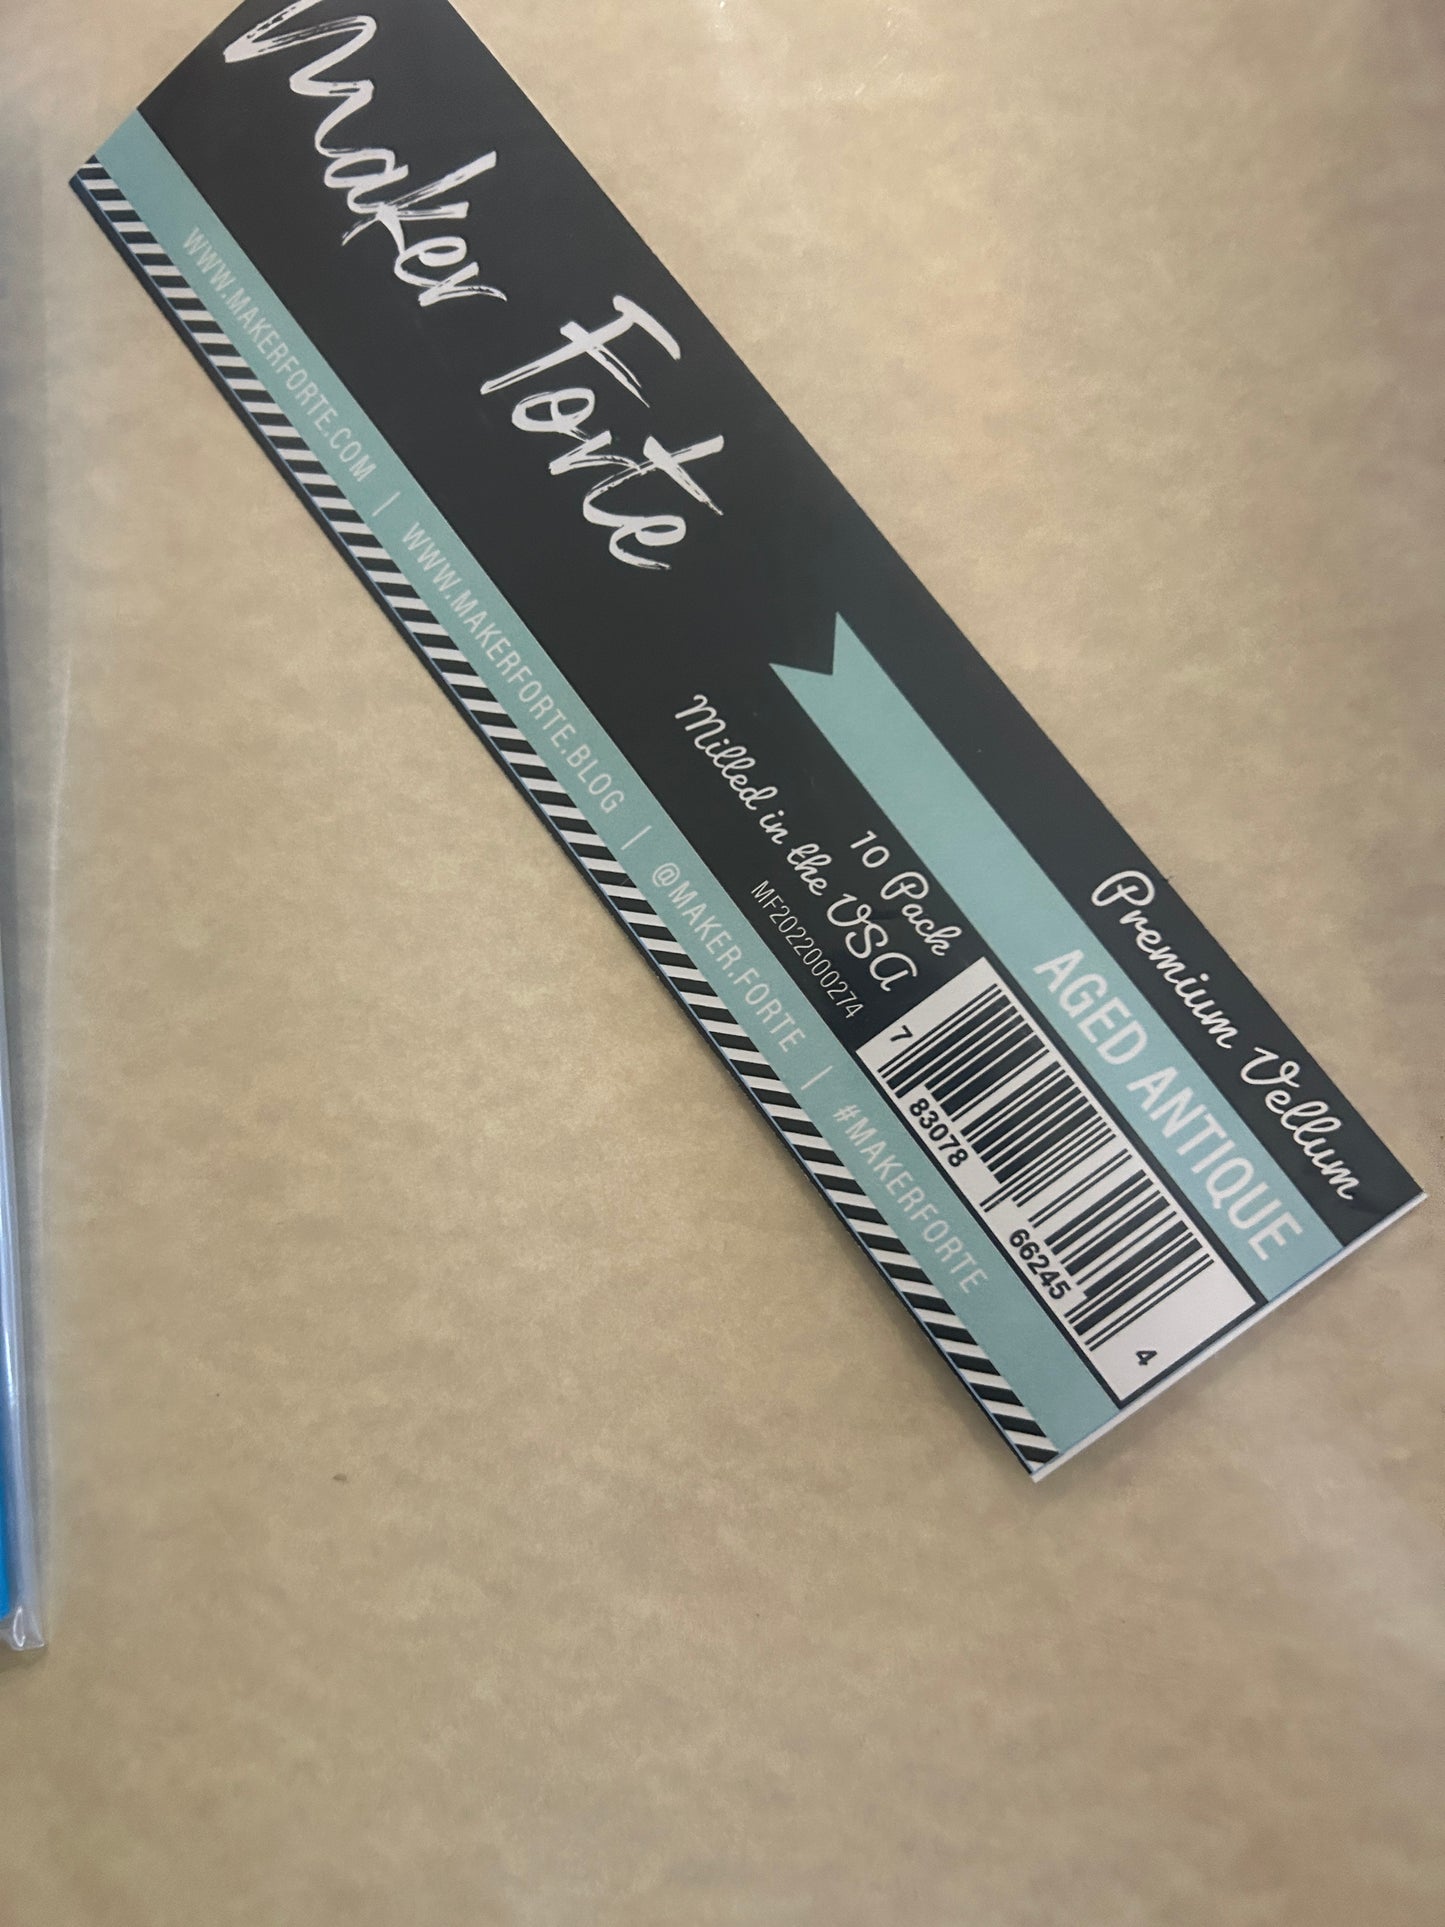 Maker Forte
Premium Vellum
AGED ANTIQUE
10 Pack
Milled in the USA
MF2022000274
7 83078 66245 4
WWW.MAKERFORTE.COM | WWW.MAKERFORTE.BLOG | @MAKER.FORTE | #MAKERFORTE